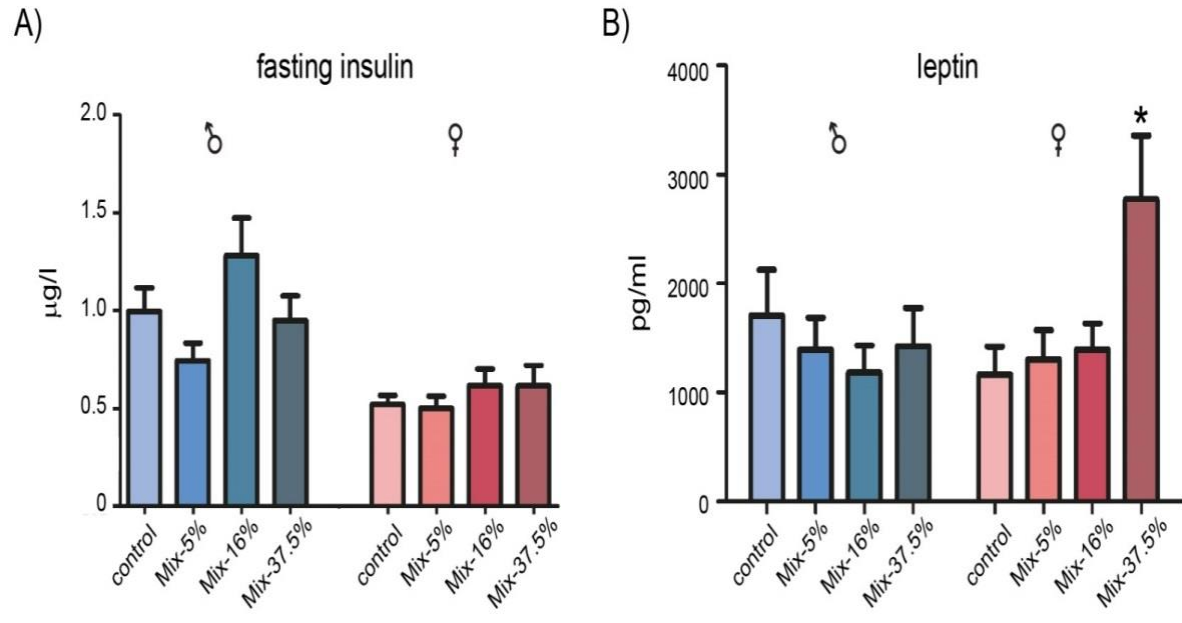 A)
fasting insulin
♂ ♀
µg/l
2.0
1.5
1.0
0.5
0
control Mix-5% Mix-16% Mix-37.5% control Mix-5% Mix-16% Mix-37.5%
B)
leptin
♂ ♀
*
pg/ml
4000
3000
2000
1000
0
control Mix-5% Mix-16% Mix-37.5% control Mix-5% Mix-16% Mix-37.5%